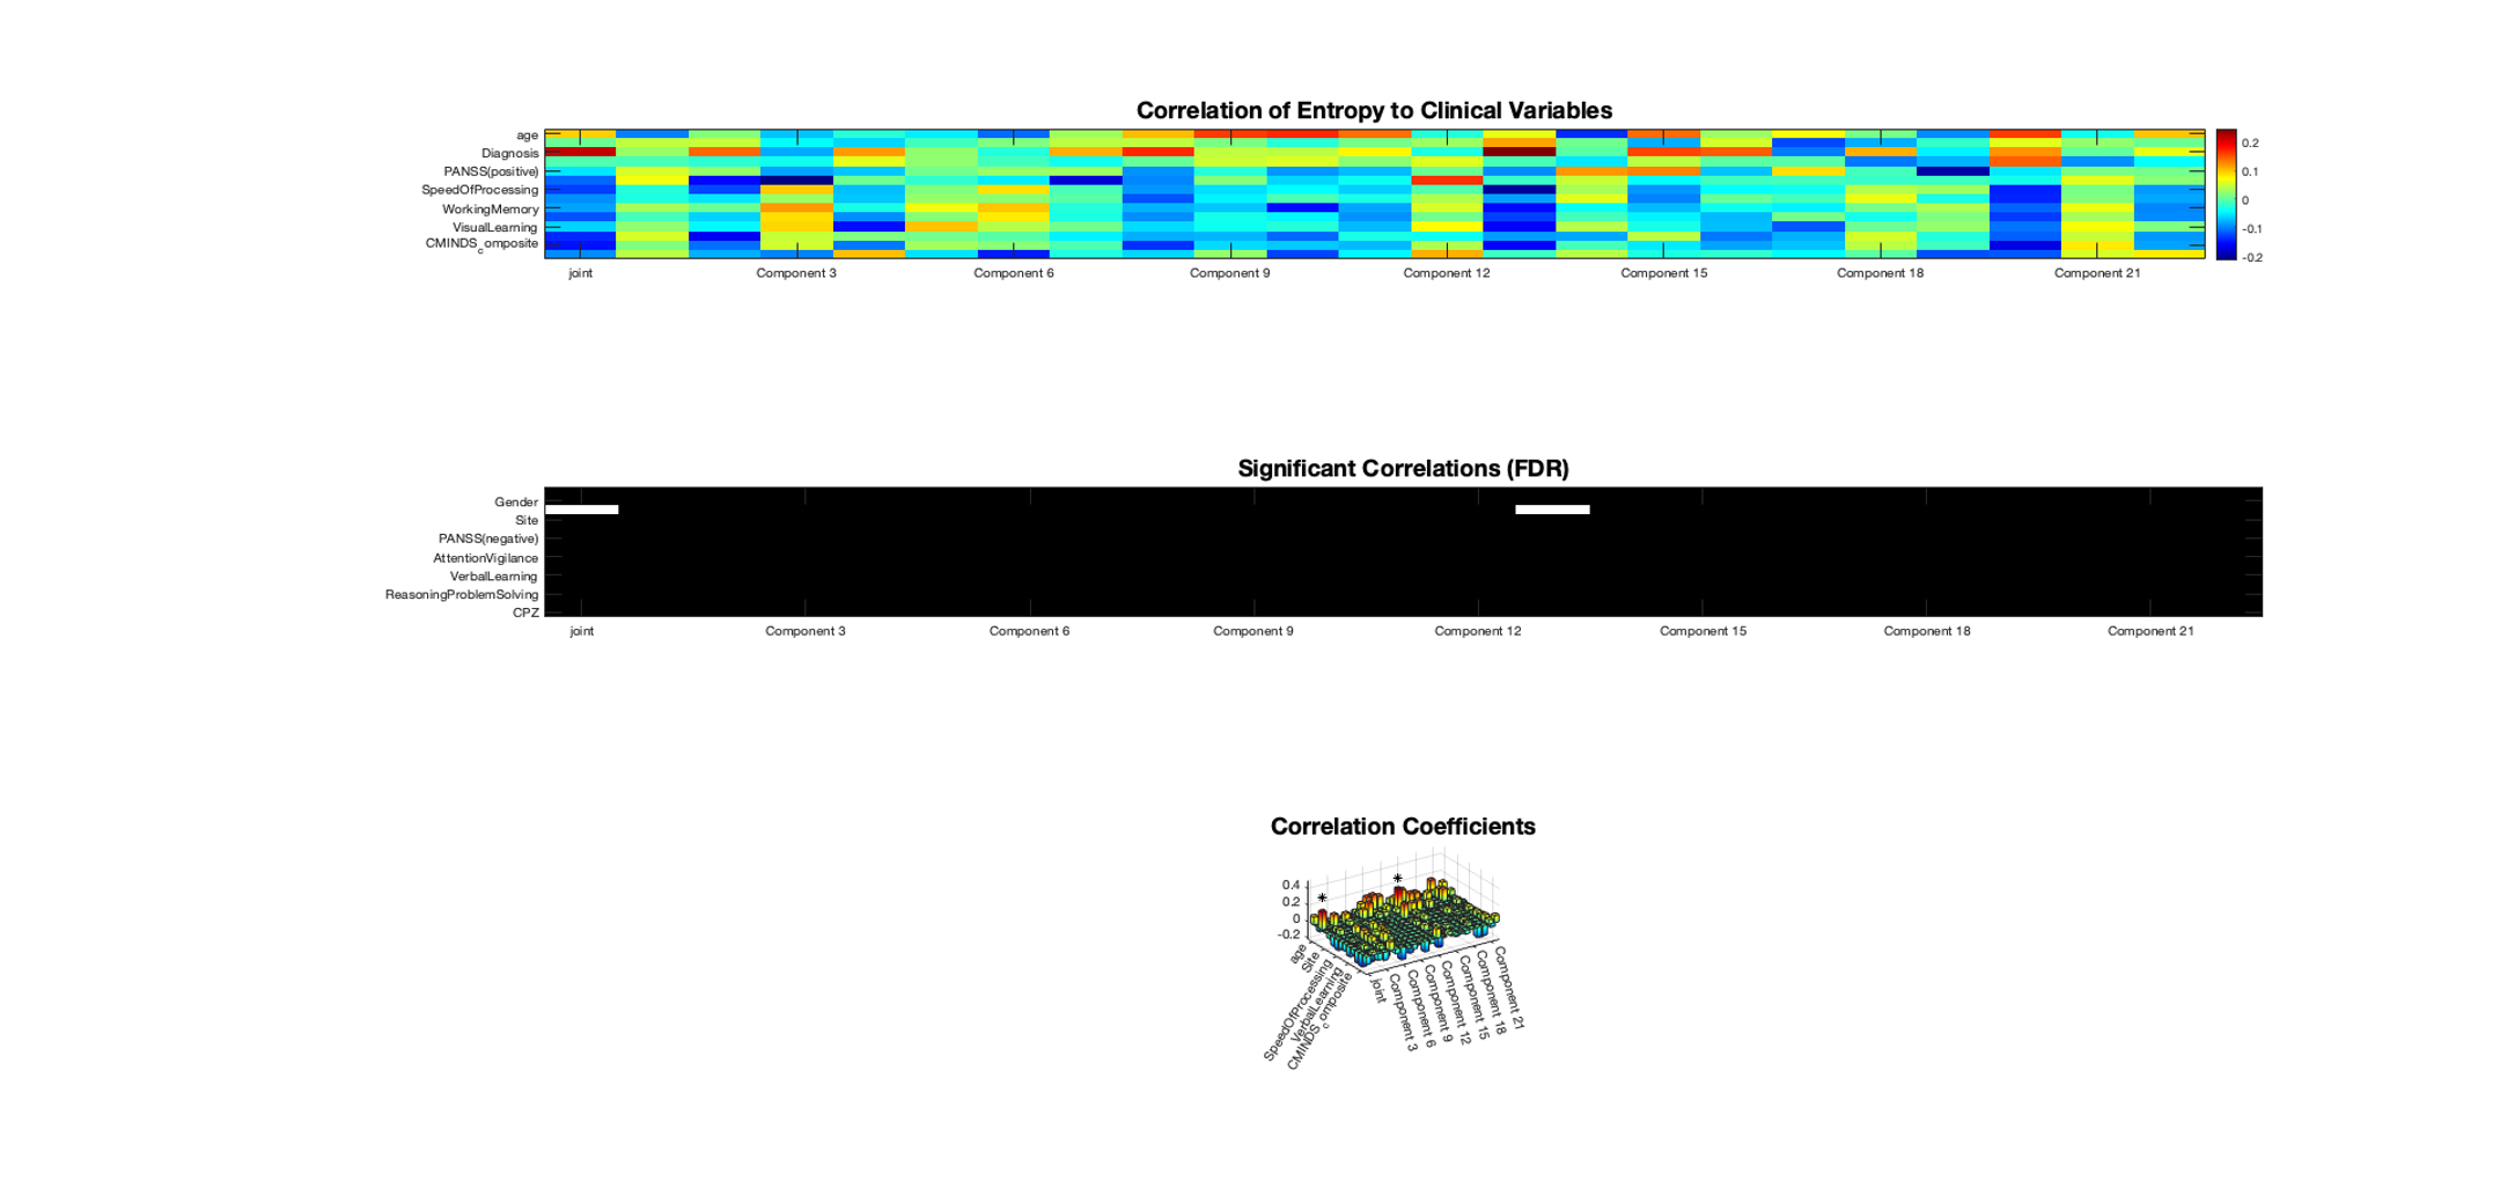 Correlation of Entropy to Clinical Variables
age
Diagnosis
PANSS(positive)
SpeedOfProcessing
WorkingMemory
VisualLearning
CMINDS_composite
0.2
0.1
0
-0.1
-0.2
joint Component 3 Component 6 Component 9 Component 12 Component 15 Component 18 Component 21
Significant Correlations (FDR)
Gender
Site
PANSS(negative)
AttentionVigilance
VerbalLearning
ReasoningProblemSolving
CPZ
joint Component 3 Component 6 Component 9 Component 12 Component 15 Component 18 Component 21
Correlation Coefficients
0.4
0.2
0
-0.2
age
Site
SpeedOfProcessing
VerbalLearning
CMINDS_composite
joint
Component 3
Component 6
Component 9
Component 12
Component 15
Component 18
Component 21